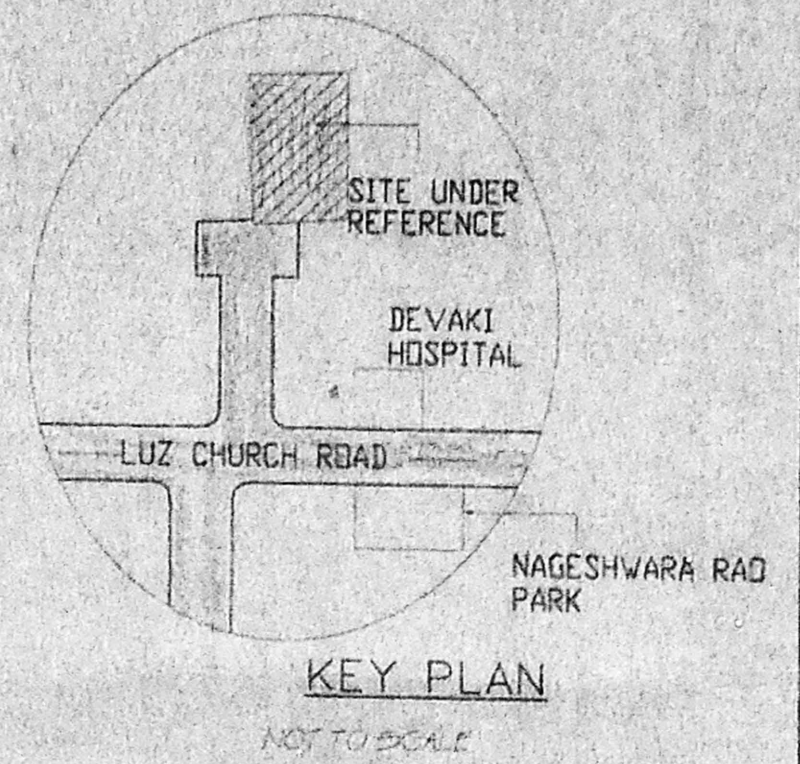 SITE UNDER
REFERENCE
DEVAKI
HOSPITAL
LUZ CHURCH ROAD
NAGESHWARA RAO
PARK
KEY PLAN
NOT TO SCALE